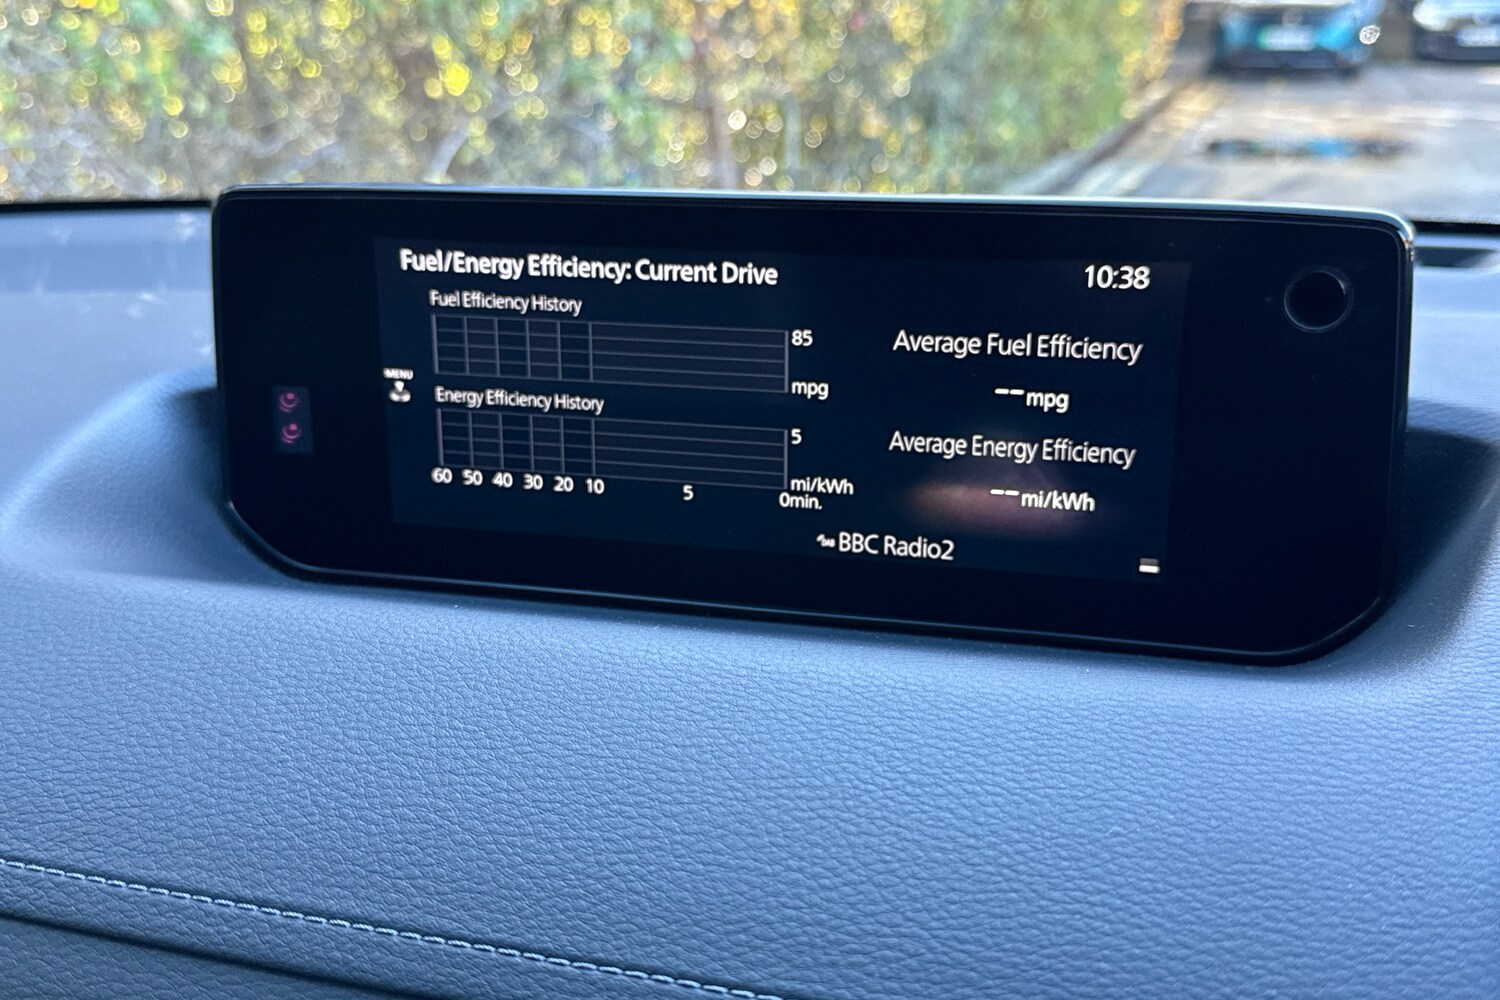 Fuel/Energy Efficiency: Current Drive
10:38
Fuel Efficiency History
85
mpg
MENU
Energy Efficiency History
5
mi/kWh
60 50 40 30 20 10 5 0min.
Average Fuel Efficiency
--mpg
Average Energy Efficiency
--mi/kWh
BBC Radio2